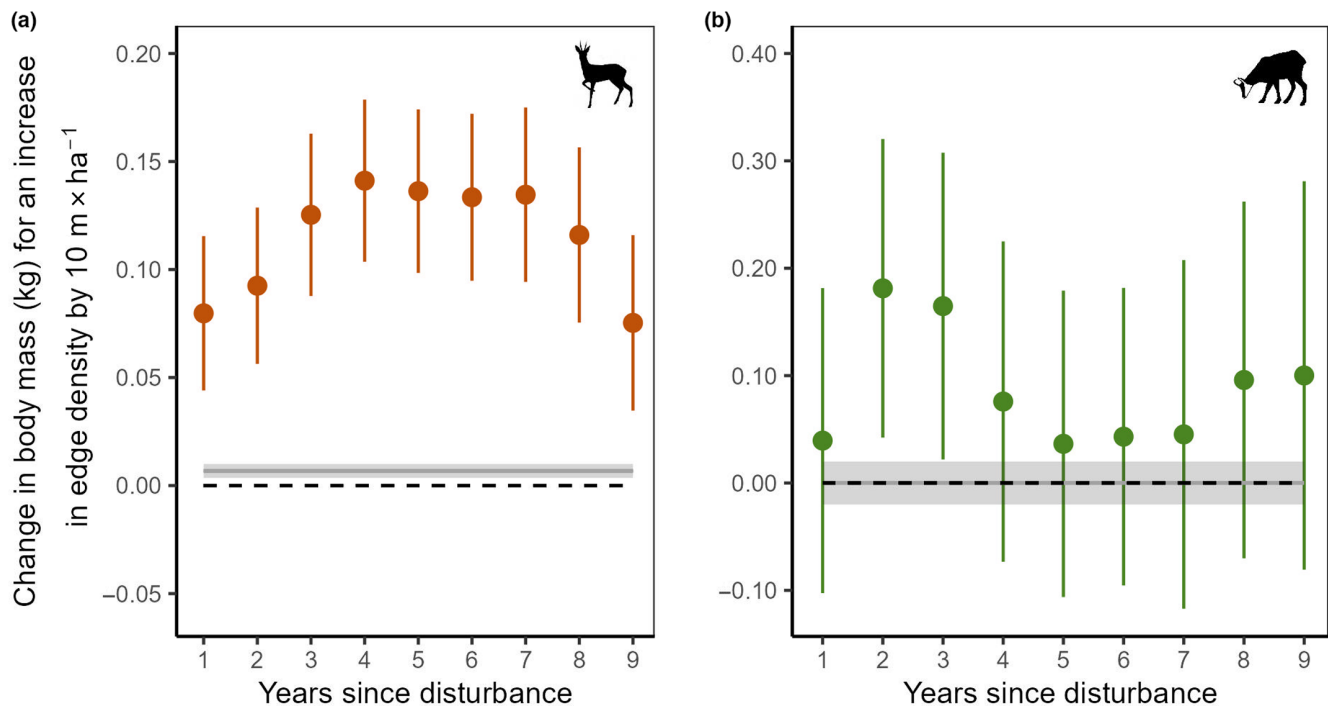 (a)
Change in body mass (kg) for an increase
in edge density by 10 m × ha⁻¹
0.20
0.15
0.10
0.05
0.00
−0.05
1 2 3 4 5 6 7 8 9
Years since disturbance
(b)
0.40
0.30
0.20
0.10
0.00
−0.10
1 2 3 4 5 6 7 8 9
Years since disturbance